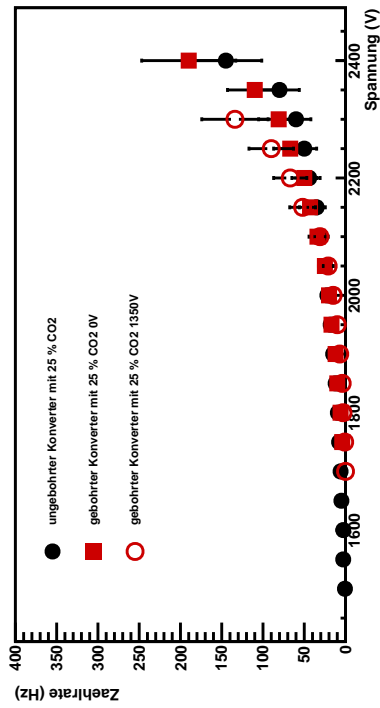 Zaehlrate (Hz)
400
350
300
250
200
150
100
50
0
ungebohrter Konverter mit 25 % CO2
gebohrter Konverter mit 25 % CO2 0V
gebohrter Konverter mit 25 % CO2 1350V
1600
1800
2000
2200
2400
Spannung (V)